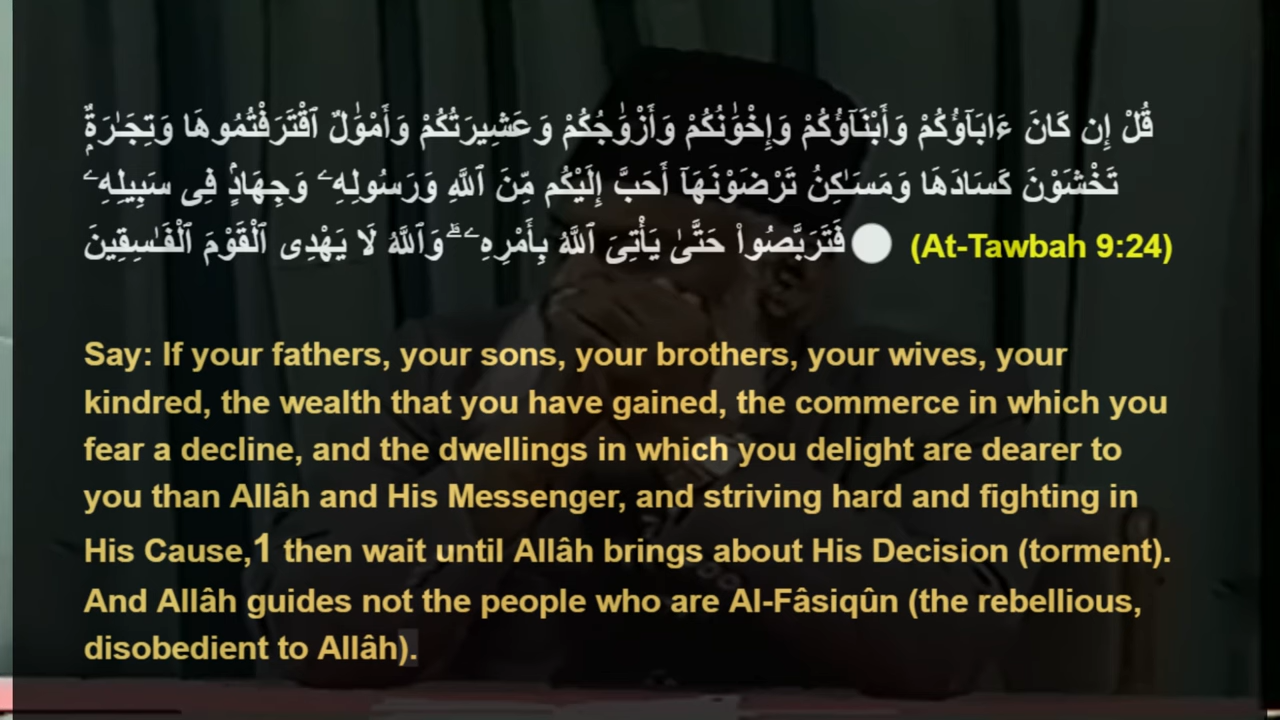 قُلْ إِن كَانَ ءَابَآؤُكُمْ وَأَبْنَآؤُكُمْ وَإِخْوَٰنُكُمْ وَأَزْوَٰجُكُمْ وَعَشِيرَتُكُمْ وَأَمْوَٰلٌ ٱقْتَرَفْتُمُوهَا وَتِجَـٰرَةٌۭ
تَخْشَوْنَ كَسَادَهَا وَمَسَـٰكِنُ تَرْضَوْنَهَآ أَحَبَّ إِلَيْكُم مِّنَ ٱللَّهِ وَرَسُولِهِۦ وَجِهَادٍۢ فِى سَبِيلِهِۦ
فَتَرَبَّصُوا۟ حَتَّىٰ يَأْتِىَ ٱللَّهُ بِأَمْرِهِۦ ۗ وَٱللَّهُ لَا يَهْدِى ٱلْقَوْمَ ٱلْفَـٰسِقِينَ (At-Tawbah 9:24)
Say: If your fathers, your sons, your brothers, your wives, your
kindred, the wealth that you have gained, the commerce in which you
fear a decline, and the dwellings in which you delight are dearer to
you than Allâh and His Messenger, and striving hard and fighting in
His Cause,1 then wait until Allâh brings about His Decision (torment).
And Allâh guides not the people who are Al-Fâsiqûn (the rebellious,
disobedient to Allâh).